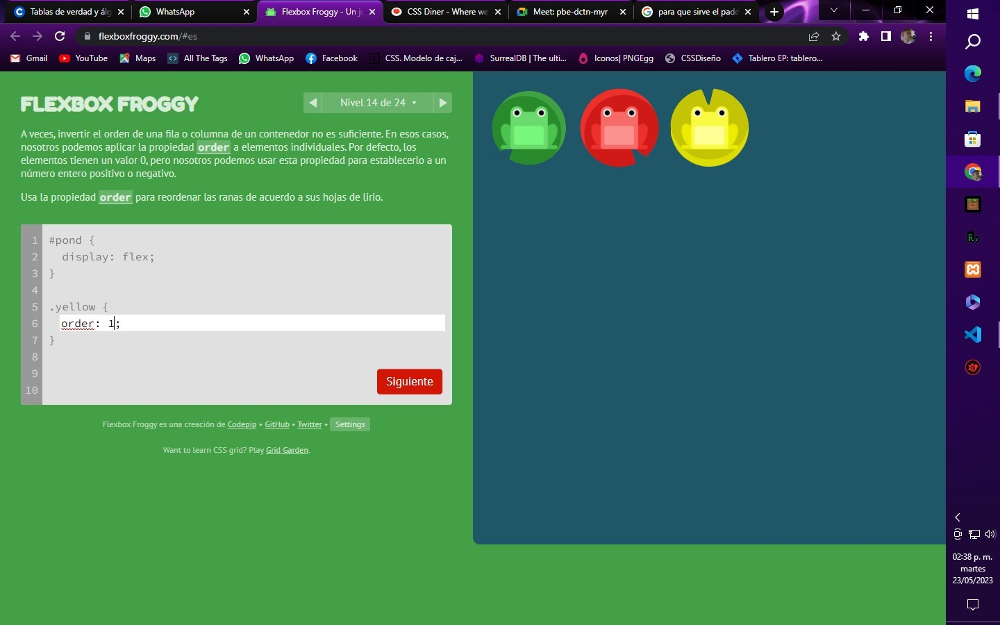 Tablas de verdad y álg
WhatsApp
Flexbox Froggy - Un ju
CSS Diner - Where we
Meet: pbe-dctn-myr
para que sirve el padd
flexboxfroggy.com/#es
Gmail
YouTube
Maps
All The Tags
WhatsApp
Facebook
CSS. Modelo de caj...
SurrealDB | The ulti...
Iconos| PNGEgg
CSSDiseño
Tablero EP: tablero...
FLEXBOX FROGGY
Nivel 14 de 24
A veces, invertir el orden de una fila o columna de un contenedor no es suficiente. En esos casos,
nosotros podemos aplicar la propiedad order a elementos individuales. Por defecto, los
elementos tienen un valor 0, pero nosotros podemos usar esta propiedad para establecerlo a un
número entero positivo o negativo.
Usa la propiedad order para reordenar las ranas de acuerdo a sus hojas de lirio.
1 #pond {
2 display: flex;
3 }
4
5 .yellow {
6 order: 1;
7 }
8
9
10
Siguiente
Flexbox Froggy es una creación de Codepip • GitHub • Twitter • Settings
Want to learn CSS grid? Play Grid Garden.
02:38 p. m.
martes
23/05/2023